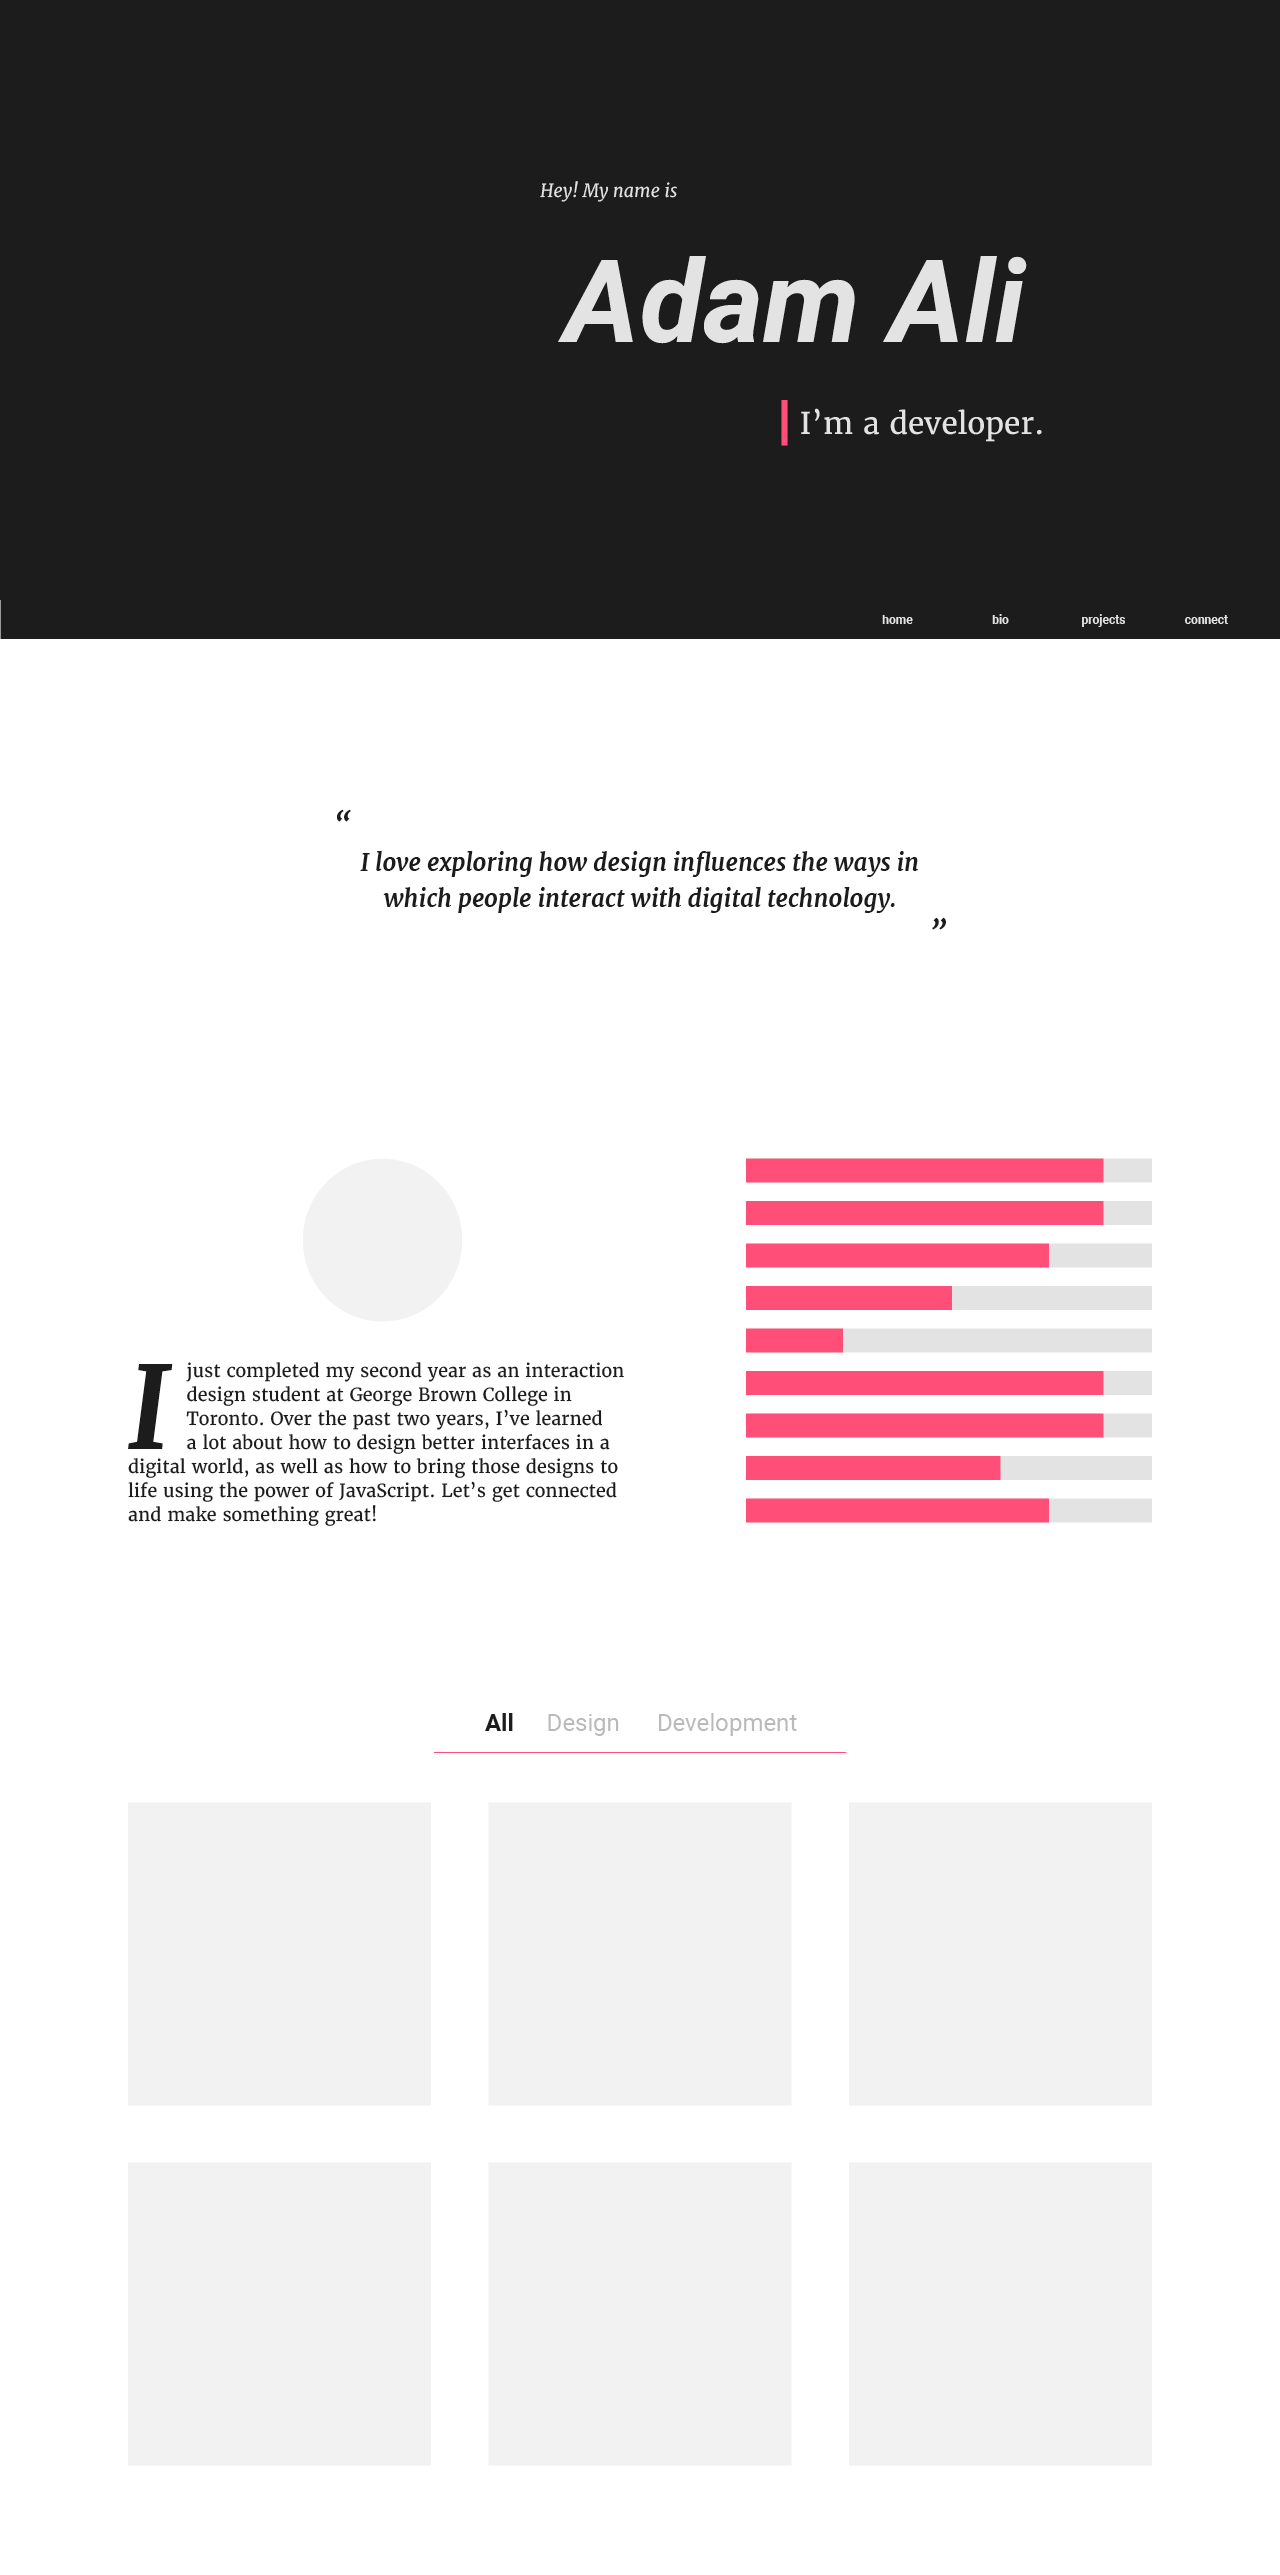 Hey! My name is
Adam Ali
I’m a developer.
home bio projects connect
“
I love exploring how design influences the ways in
which people interact with digital technology.
”
I just completed my second year as an interaction
design student at George Brown College in
Toronto. Over the past two years, I’ve learned
a lot about how to design better interfaces in a
digital world, as well as how to bring those designs to
life using the power of JavaScript. Let’s get connected
and make something great!
All Design Development